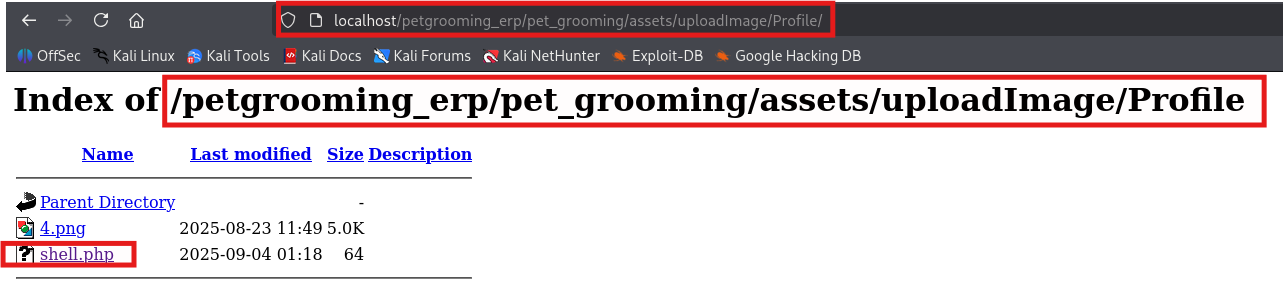 localhost/petgrooming_erp/pet_grooming/assets/uploadImage/Profile/
OffSec Kali Linux Kali Tools Kali Docs Kali Forums Kali NetHunter Exploit-DB Google Hacking DB
Index of /petgrooming_erp/pet_grooming/assets/uploadImage/Profile
Name Last modified Size Description
Parent Directory -
4.png 2025-08-23 11:49 5.0K
shell.php 2025-09-04 01:18 64